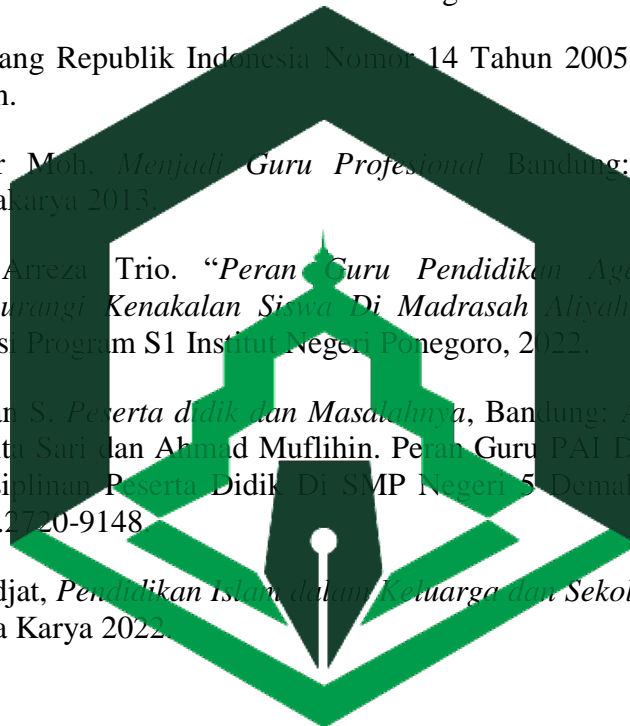 ang Republik Indonesia Nomor 14 Tahun 2005
n.
r Moh. Menjadi Guru Profesional Bandung:
akarya 2013.
Arreza Trio. “Peran Guru Pendidikan Aga
urangi Kenakalan Siswa Di Madrasah Aliyah
si Program S1 Institut Negeri Ponegoro, 2022.
an S. Peserta didik dan Masalahnya, Bandung: A
ta Sari dan Ahmad Muflihin. Peran Guru PAI D
siplinan Peserta Didik Di SMP Negeri 5 Demak
.2720-9148.
djat, Pendidikan Islam dalam Keluarga dan Sekol
a Karya 2022.